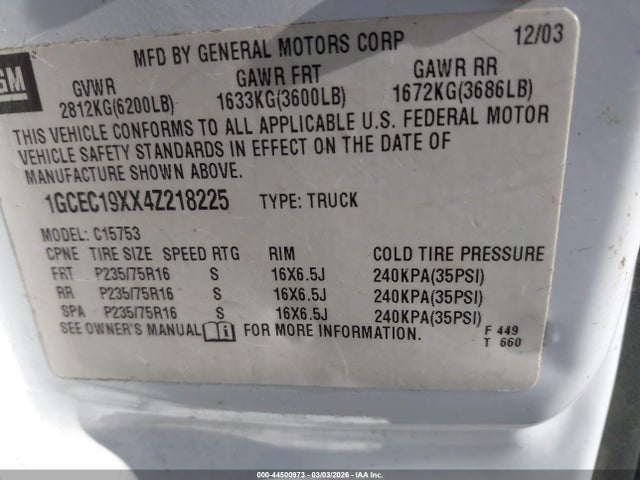 GM
MFD BY GENERAL MOTORS CORP 12/03
GVWR GAWR FRT GAWR RR
2812KG(6200LB) 1633KG(3600LB) 1672KG(3686LB)
THIS VEHICLE CONFORMS TO ALL APPLICABLE U.S. FEDERAL MOTOR
VEHICLE SAFETY STANDARDS IN EFFECT ON THE DATE OF
MANUFACTURE SHOWN ABOVE.
1GCEC19XX4Z218225 TYPE: TRUCK
MODEL: C15753
CPNE TIRE SIZE SPEED RTG RIM COLD TIRE PRESSURE
FRT P235/75R16 S 16X6.5J 240KPA(35PSI)
RR P235/75R16 S 16X6.5J 240KPA(35PSI)
SPA P235/75R16 S 16X6.5J 240KPA(35PSI)
SEE OWNER'S MANUAL FOR MORE INFORMATION.
F 449
T 660
000-44500973 - 03/03/2026 - IAA Inc.